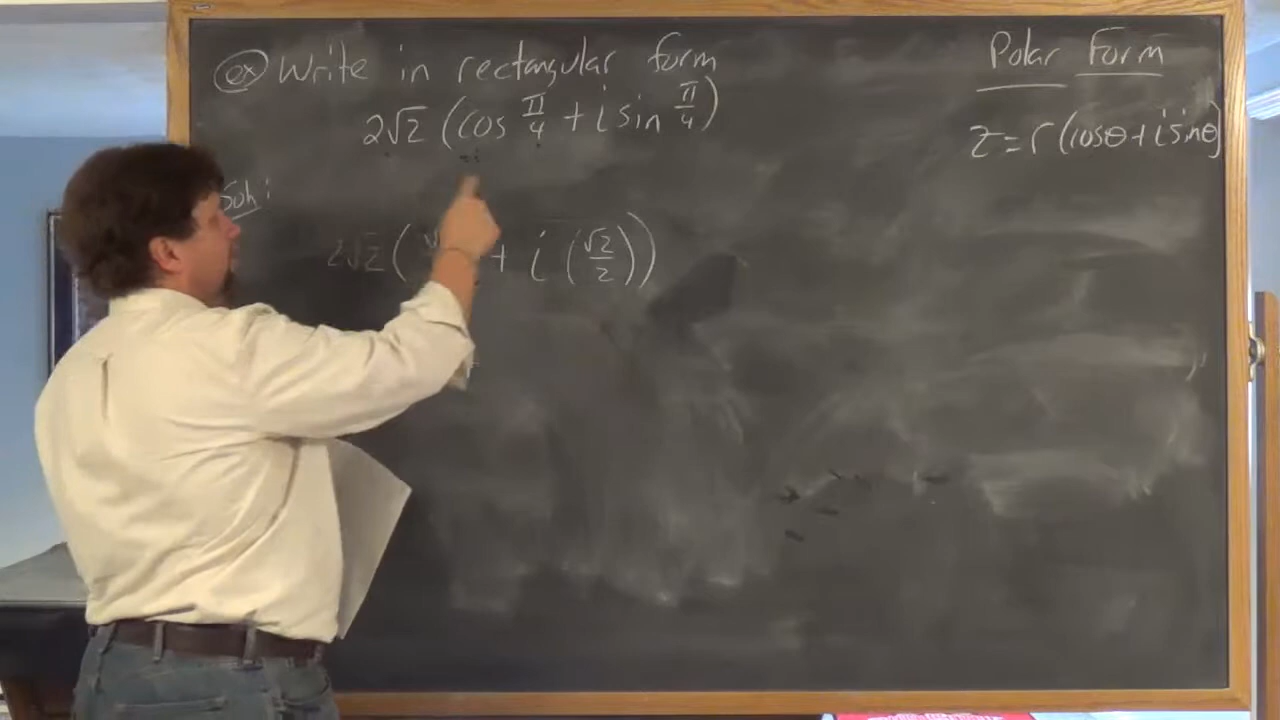 ex Write in rectangular form
2√2 (cos π/4 + i sin π/4)
Soln:
2√2 ( √ + i (√2/2))
Polar Form
z = r (cosθ + i sinθ)